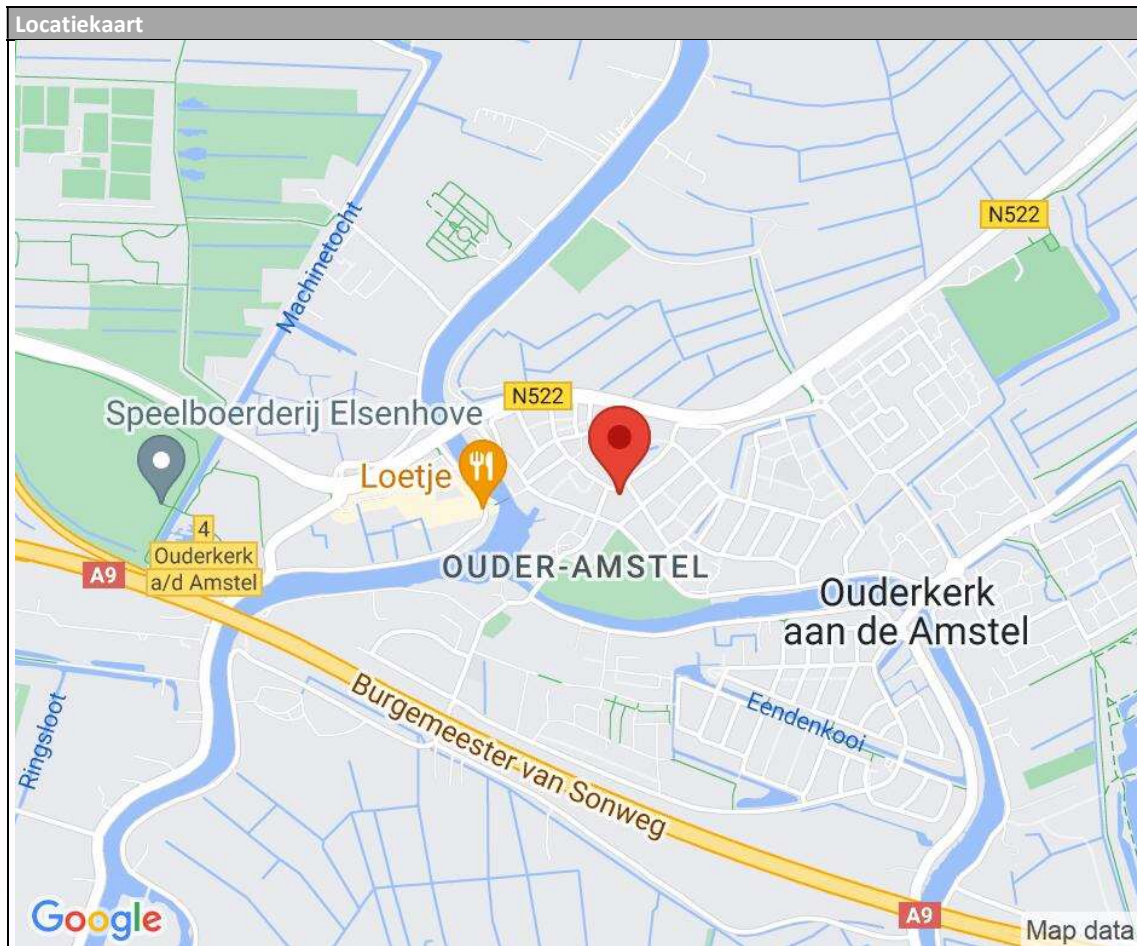 Locatiekaart
N522
Machinetocht
N522
Speelboerderij Elsenhove
Loetje
4
Ouderkerk
a/d Amstel
A9
OUDER-AMSTEL
Ouderkerk
aan de Amstel
Burgemeester van Sonweg
Eendenkooi
Ringsloot
Google
A9
Map data